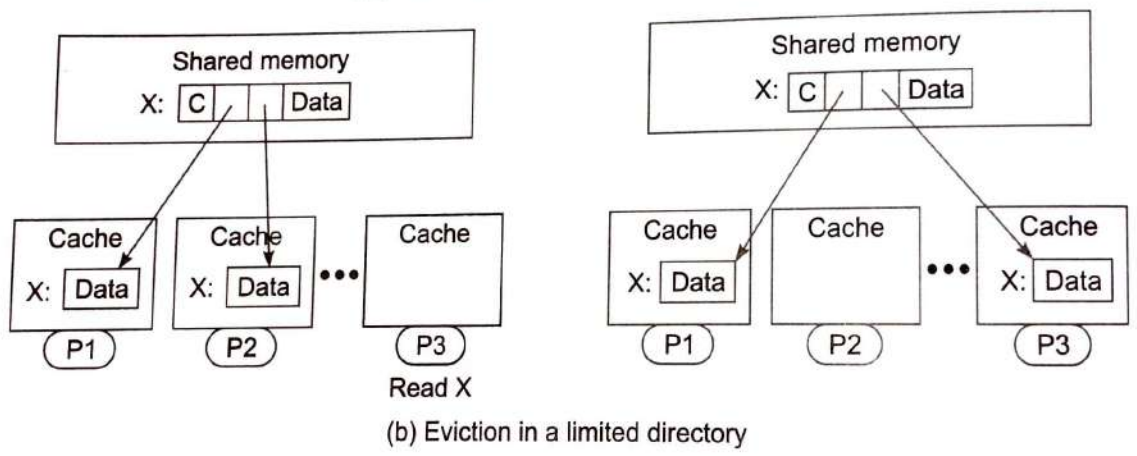 Shared memory
X: C Data
Cache
X: Data
P1
Cache
X: Data
P2
Cache
P3
Read X
Shared memory
X: C Data
Cache
X: Data
P1
Cache
P2
Cache
X: Data
P3
(b) Eviction in a limited directory